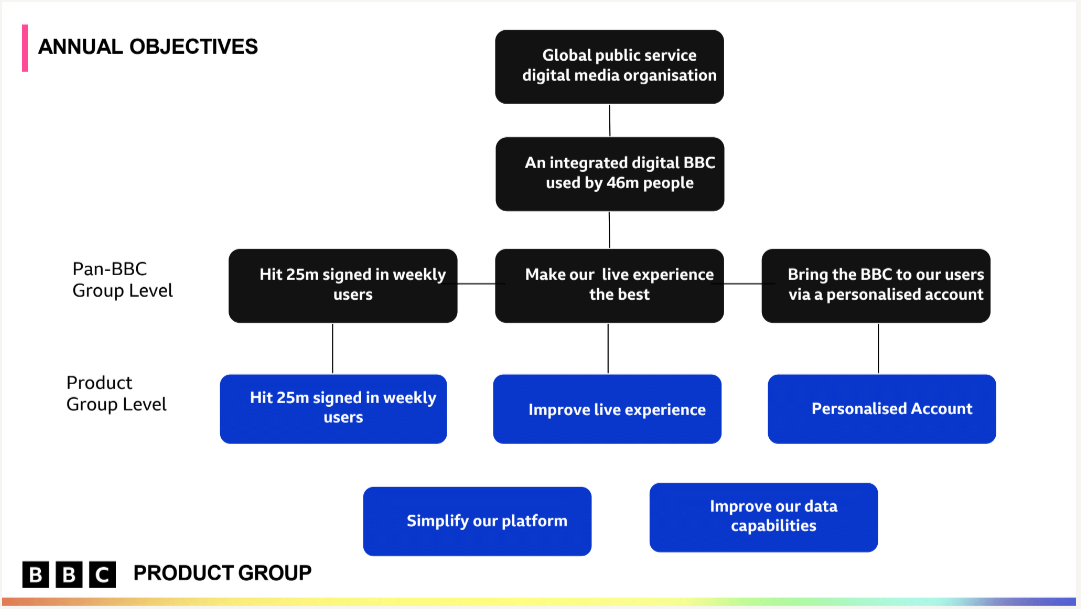 ANNUAL OBJECTIVES
Global public service
digital media organisation
An integrated digital BBC
used by 46m people
Pan-BBC
Group Level
Hit 25m signed in weekly
users
Make our live experience
the best
Bring the BBC to our users
via a personalised account
Product
Group Level
Hit 25m signed in weekly
users
Improve live experience
Personalised Account
Simplify our platform
Improve our data
capabilities
BBC PRODUCT GROUP